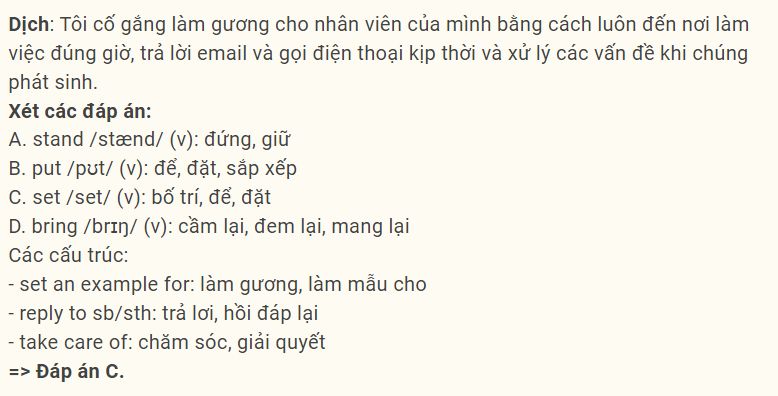 Dịch: Tôi cố gắng làm gương cho nhân viên của mình bằng cách luôn đến nơi làm
việc đúng giờ, trả lời email và gọi điện thoại kịp thời và xử lý các vấn đề khi chúng
phát sinh.
Xét các đáp án:
A. stand /stænd/ (v): đứng, giữ
B. put /pʊt/ (v): để, đặt, sắp xếp
C. set /set/ (v): bố trí, để, đặt
D. bring /brɪŋ/ (v): cầm lại, đem lại, mang lại
Các cấu trúc:
- set an example for: làm gương, làm mẫu cho
- reply to sb/sth: trả lơi, hồi đáp lại
- take care of: chăm sóc, giải quyết
=> Đáp án C.